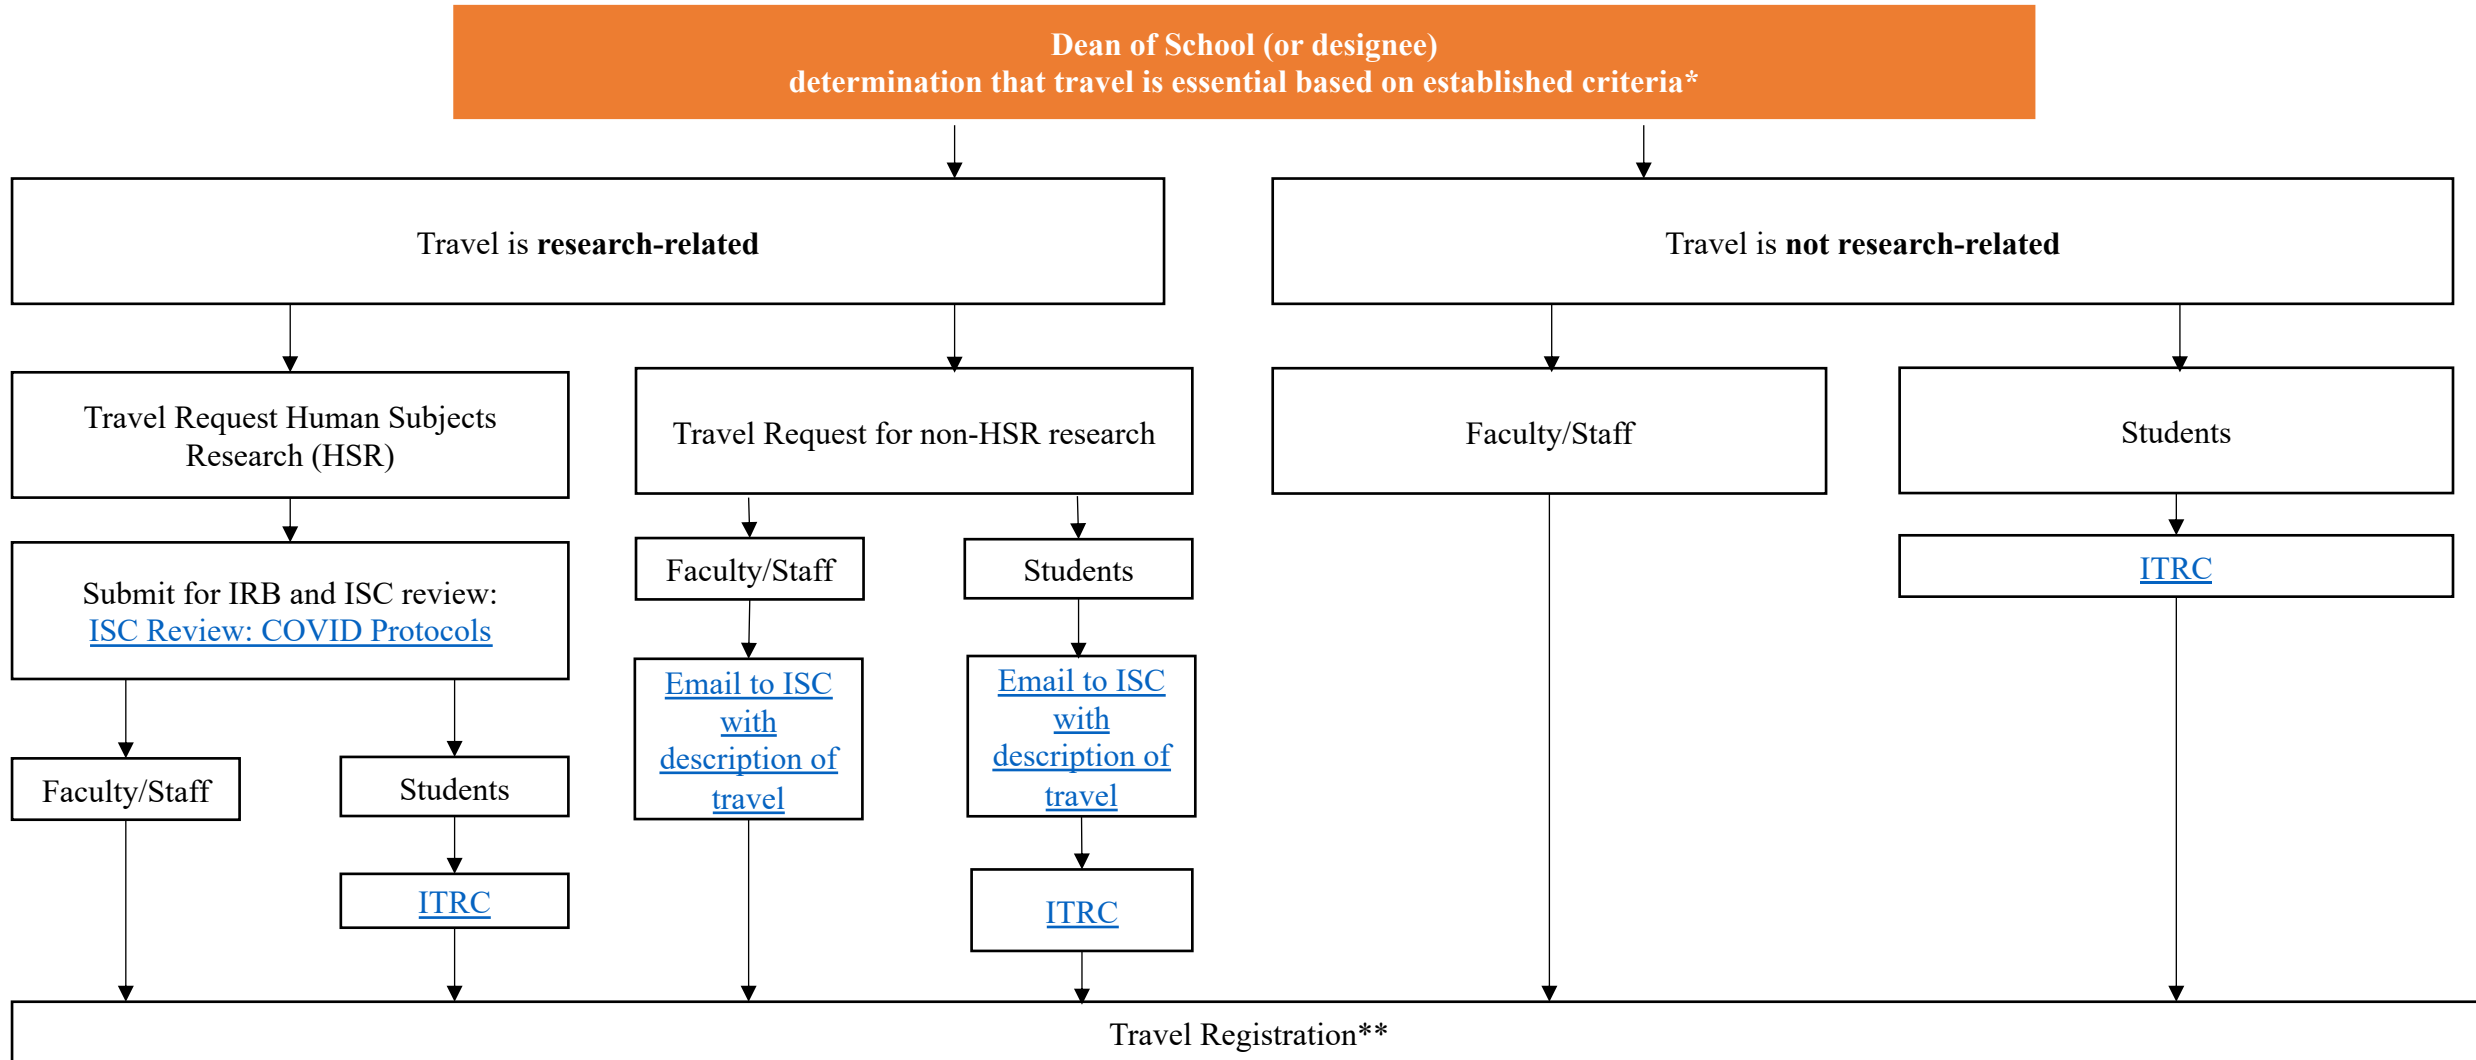 Dean of School (or designee)
determination that travel is essential based on established criteria*
Travel is research-related
Travel is not research-related
Travel Request Human Subjects
Research (HSR)
Travel Request for non-HSR research
Faculty/Staff
Students
Submit for IRB and ISC review:
ISC Review: COVID Protocols
Faculty/Staff
Students
ITRC
Email to ISC
with
description of
travel
Email to ISC
with
description of
travel
Faculty/Staff
Students
ITRC
ITRC
Travel Registration**